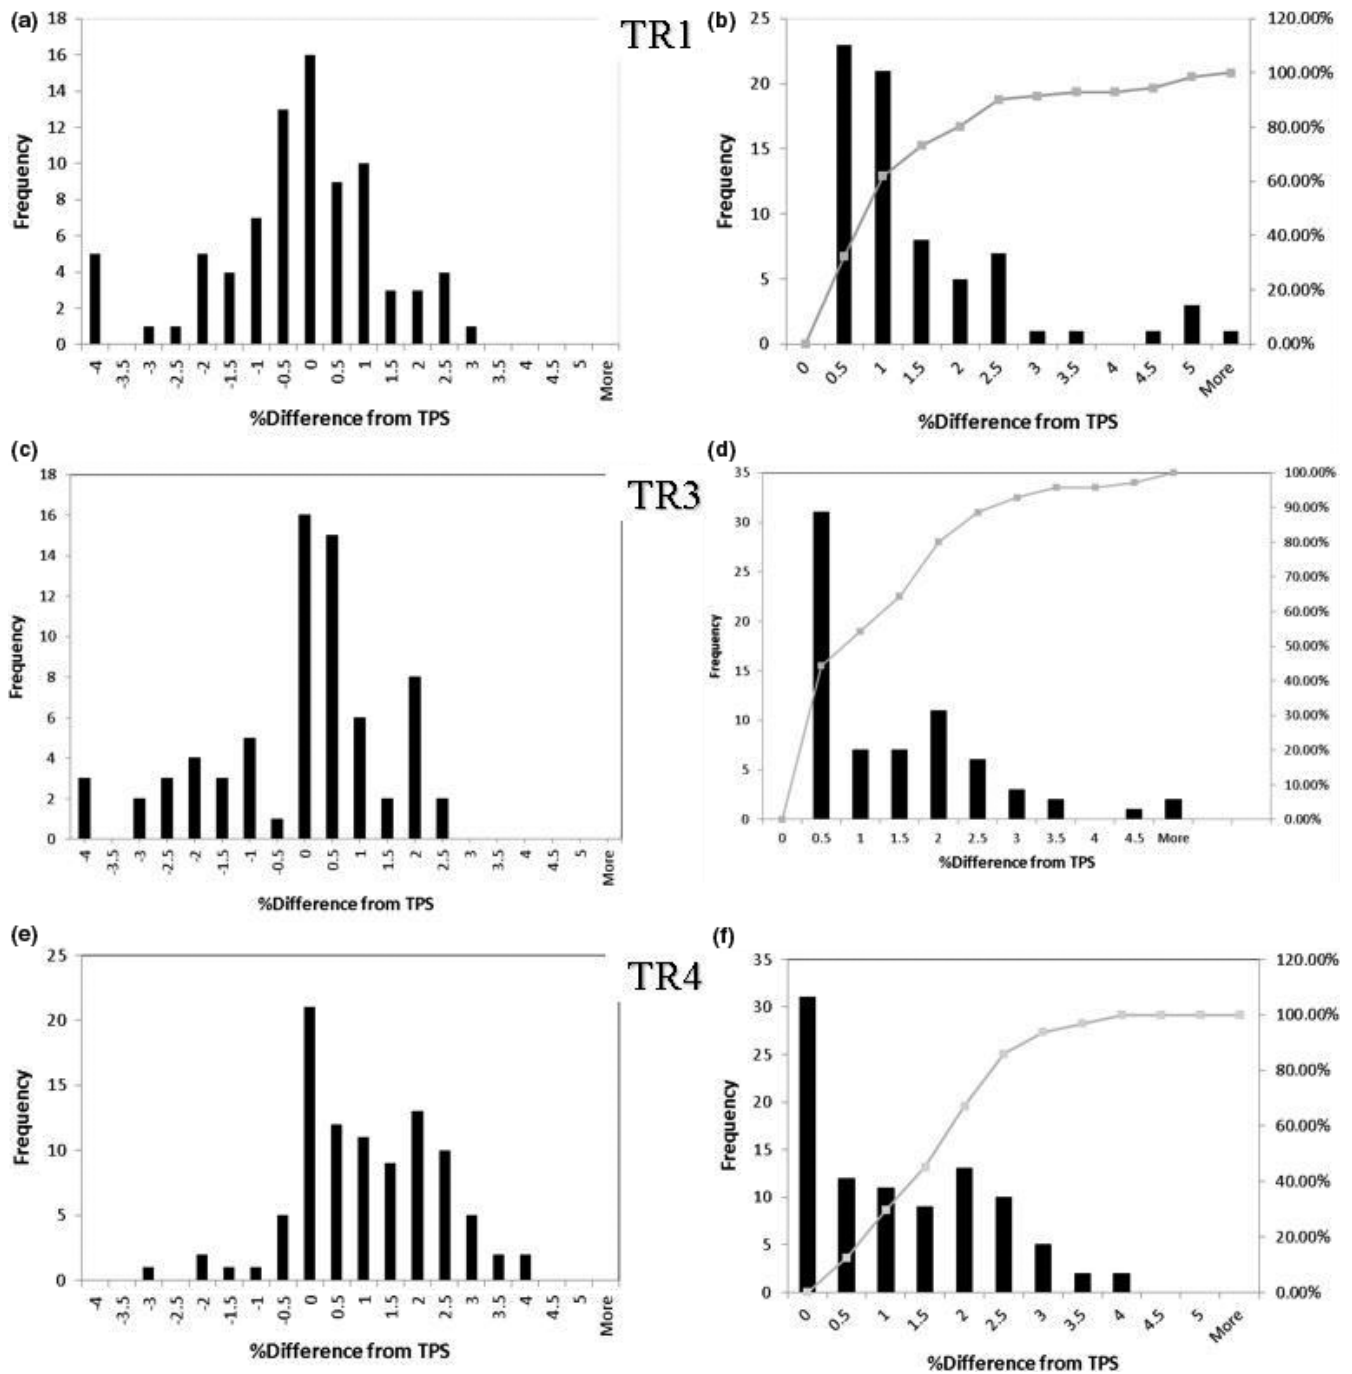 (a)
TR1
(b)
18
16
14
12
10
8
6
4
2
0
Frequency
-4 -3.5 -3 -2.5 -2 -1.5 -1 -0.5 0 0.5 1 1.5 2 2.5 3 3.5 4 4.5 5 More
%Difference from TPS
25
20
15
10
5
0
Frequency
120.00%
100.00%
80.00%
60.00%
40.00%
20.00%
0.00%
0 0.5 1 1.5 2 2.5 3 3.5 4 4.5 5 More
%Difference from TPS
(c)
TR3
(d)
18
16
14
12
10
8
6
4
2
0
Frequency
-4 -3.5 -3 -2.5 -2 -1.5 -1 -0.5 0 0.5 1 1.5 2 2.5 3 3.5 4 4.5 5 More
%Difference from TPS
35
30
25
20
15
10
5
0
Frequency
100.00%
90.00%
80.00%
70.00%
60.00%
50.00%
40.00%
30.00%
20.00%
10.00%
0.00%
0 0.5 1 1.5 2 2.5 3 3.5 4 4.5 More
%Difference from TPS
(e)
TR4
(f)
25
20
15
10
5
0
Frequency
-4 -3.5 -3 -2.5 -2 -1.5 -1 -0.5 0 0.5 1 1.5 2 2.5 3 3.5 4 4.5 5 More
%Difference from TPS
35
30
25
20
15
10
5
0
Frequency
120.00%
100.00%
80.00%
60.00%
40.00%
20.00%
0.00%
0 0.5 1 1.5 2 2.5 3 3.5 4 4.5 5 More
%Difference from TPS